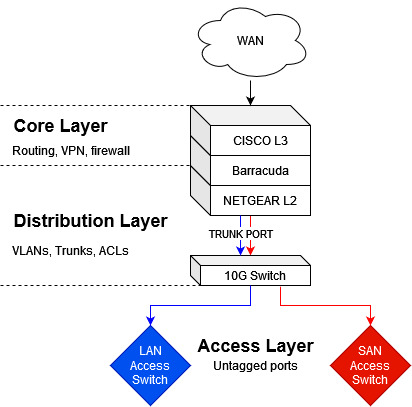 WAN
Core Layer
Routing, VPN, firewall
CISCO L3
Barracuda
NETGEAR L2
Distribution Layer
VLANs, Trunks, ACLs
TRUNK PORT
10G Switch
LAN
Access
Switch
Access Layer
Untagged ports
SAN
Access
Switch